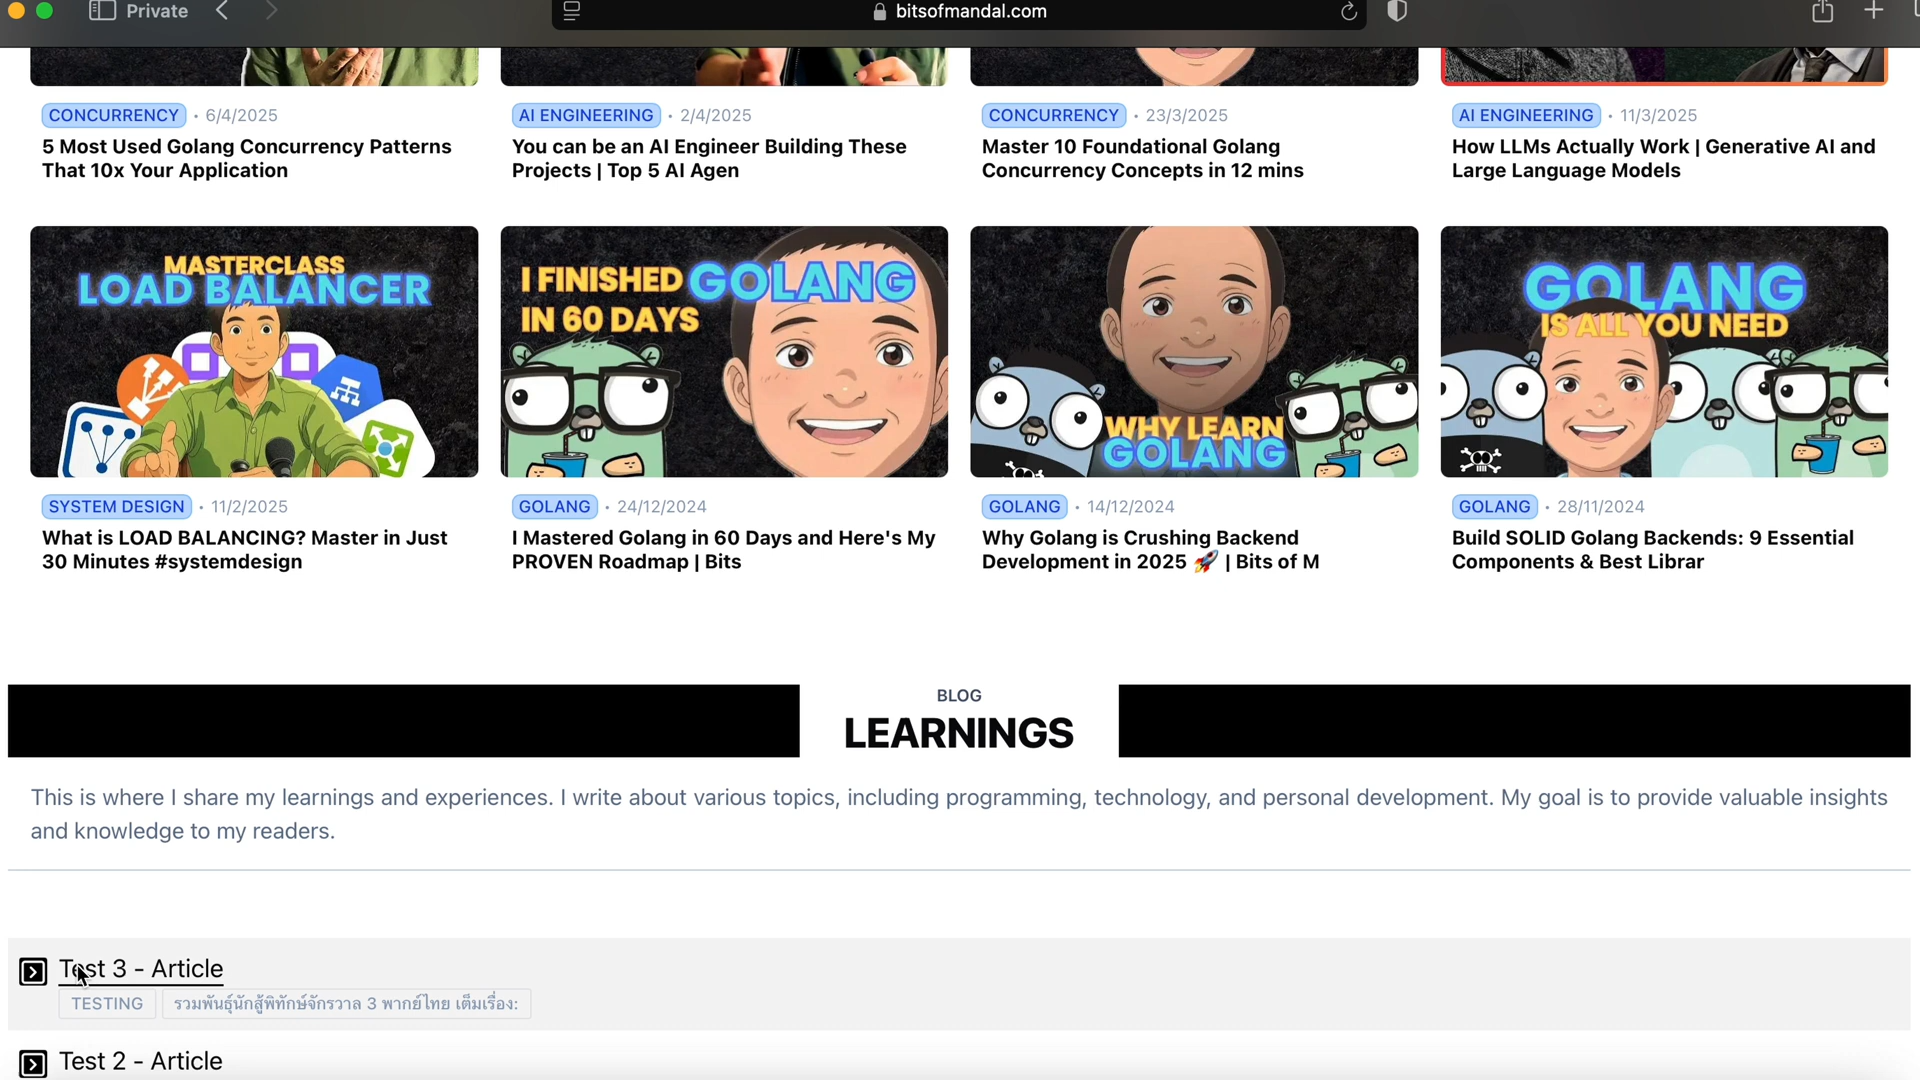 Private
bitsofmandal.com
CONCURRENCY • 6/4/2025
5 Most Used Golang Concurrency Patterns
That 10x Your Application
AI ENGINEERING • 2/4/2025
You can be an AI Engineer Building These
Projects | Top 5 AI Agen
CONCURRENCY • 23/3/2025
Master 10 Foundational Golang
Concurrency Concepts in 12 mins
AI ENGINEERING • 11/3/2025
How LLMs Actually Work | Generative AI and
Large Language Models
MASTERCLASS
LOAD BALANCER
I FINISHED GOLANG
IN 60 DAYS
WHY LEARN
GOLANG
GOLANG
IS ALL YOU NEED
SYSTEM DESIGN • 11/2/2025
What is LOAD BALANCING? Master in Just
30 Minutes #systemdesign
GOLANG • 24/12/2024
I Mastered Golang in 60 Days and Here's My
PROVEN Roadmap | Bits
GOLANG • 14/12/2024
Why Golang is Crushing Backend
Development in 2025 🚀 | Bits of M
GOLANG • 28/11/2024
Build SOLID Golang Backends: 9 Essential
Components & Best Librar
BLOG
LEARNINGS
This is where I share my learnings and experiences. I write about various topics, including programming, technology, and personal development. My goal is to provide valuable insights
and knowledge to my readers.
Test 3 - Article
TESTING รวมพันธุ์นักสู้พิทักษ์จักรวาล 3 พากย์ไทย เต็มเรื่อง:
Test 2 - Article